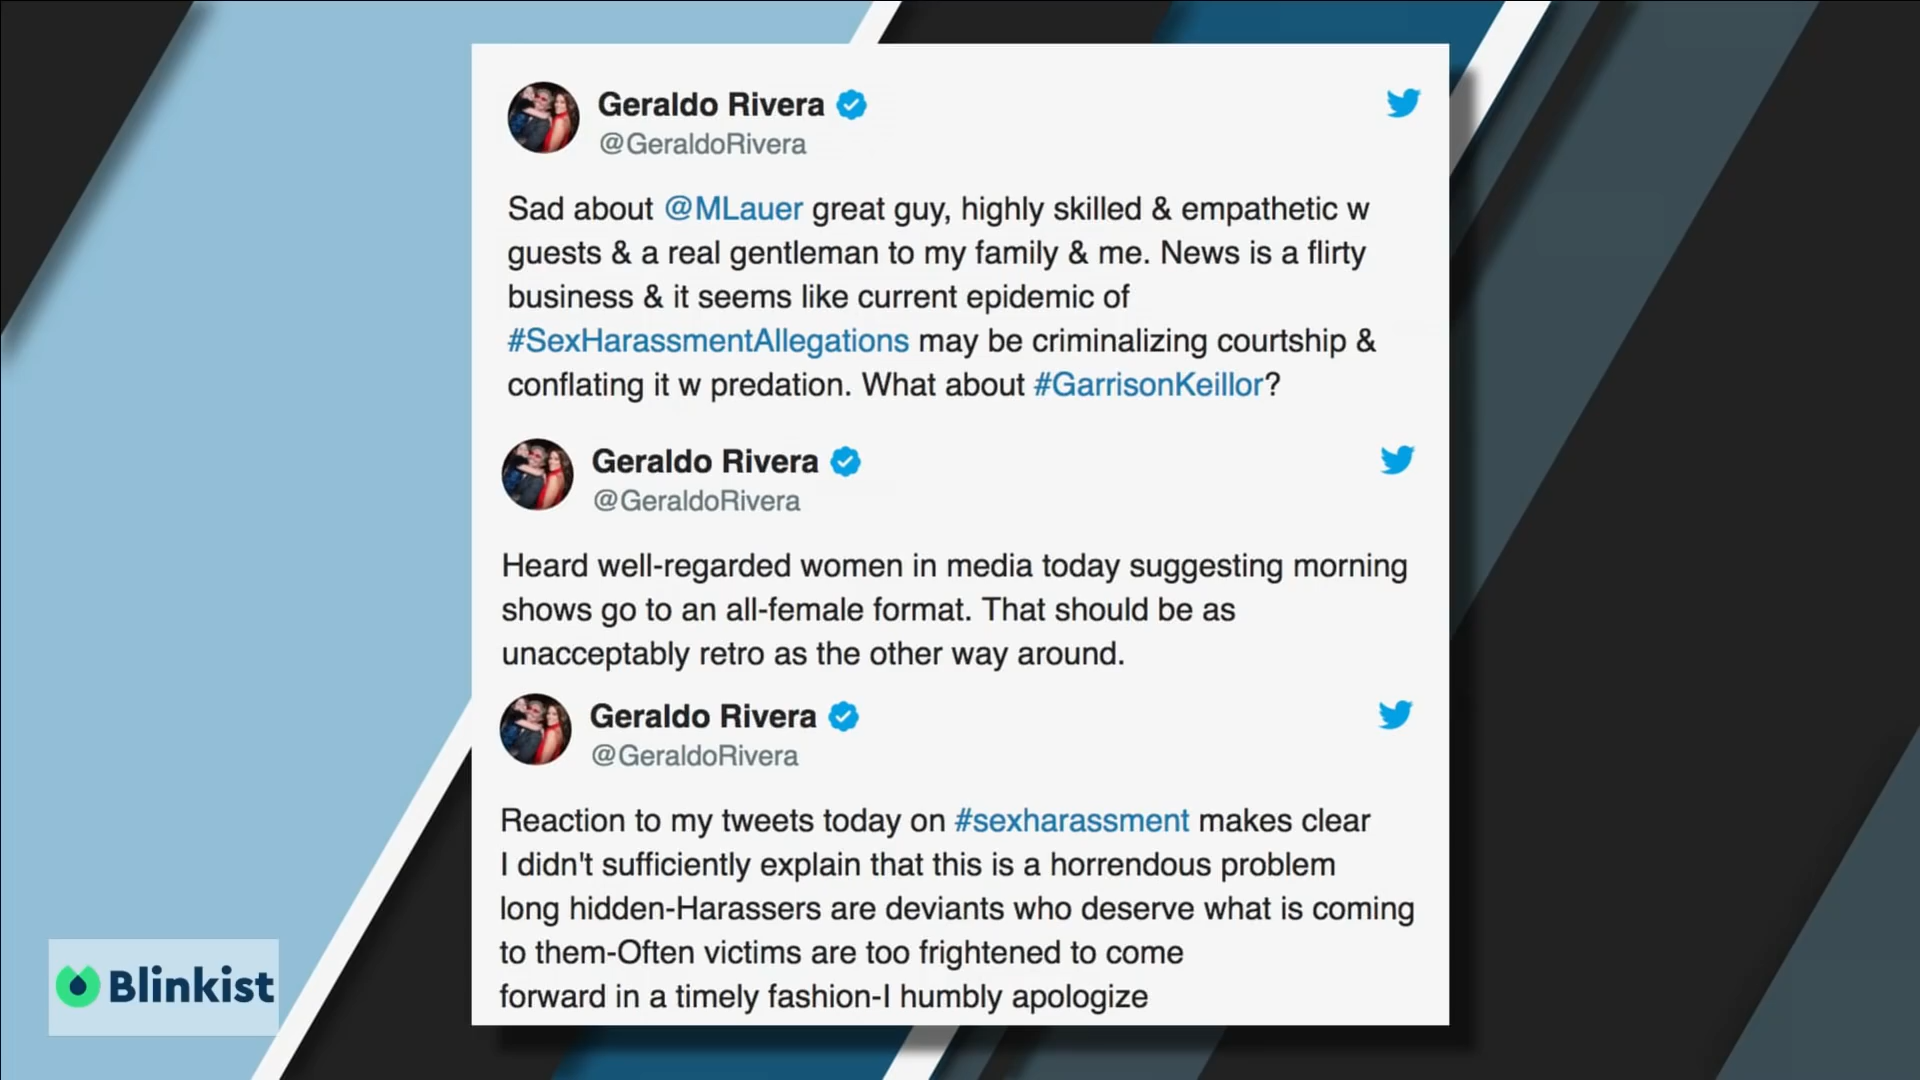 Geraldo Rivera
@GeraldoRivera
Sad about @MLauer great guy, highly skilled & empathetic w
guests & a real gentleman to my family & me. News is a flirty
business & it seems like current epidemic of
#SexHarassmentAllegations may be criminalizing courtship &
conflating it w predation. What about #GarrisonKeillor?
Geraldo Rivera
@GeraldoRivera
Heard well-regarded women in media today suggesting morning
shows go to an all-female format. That should be as
unacceptably retro as the other way around.
Geraldo Rivera
@GeraldoRivera
Reaction to my tweets today on #sexharassment makes clear
I didn't sufficiently explain that this is a horrendous problem
long hidden-Harassers are deviants who deserve what is coming
to them-Often victims are too frightened to come
forward in a timely fashion-I humbly apologize
Blinkist